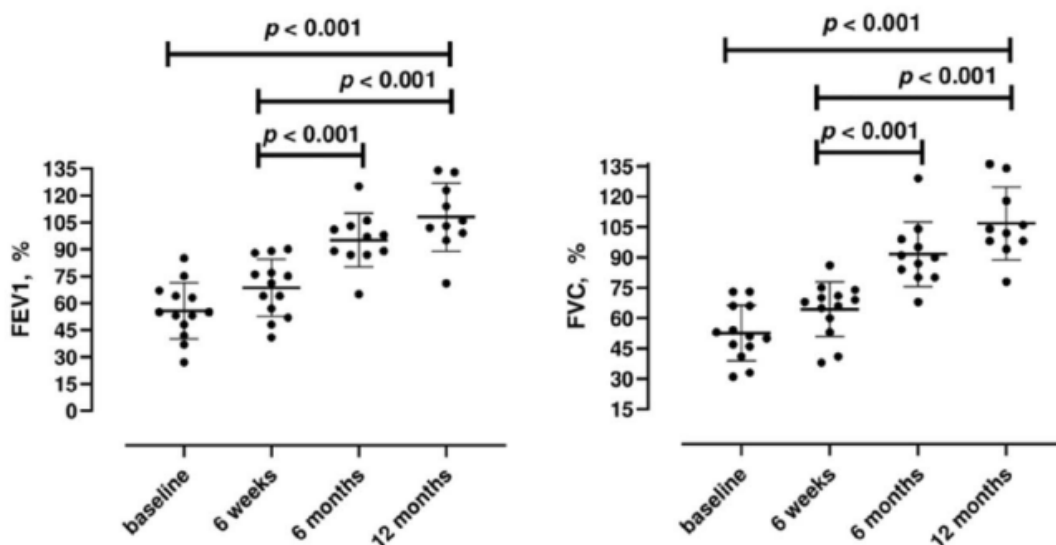 p < 0.001
p < 0.001
p < 0.001
FEV1, %
135
120
105
90
75
60
45
30
15
0
baseline
6 weeks
6 months
12 months
p < 0.001
p < 0.001
p < 0.001
FVC, %
135
120
105
90
75
60
45
30
15
baseline
6 weeks
6 months
12 months